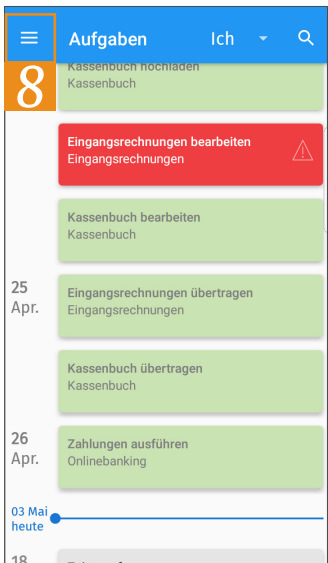 Aufgaben Ich
8
Kassenbuch hochladen
Kassenbuch
Eingangsrechnungen bearbeiten
Eingangsrechnungen
Kassenbuch bearbeiten
Kassenbuch
25
Apr.
Eingangsrechnungen übertragen
Eingangsrechnungen
Kassenbuch übertragen
Kassenbuch
26
Apr.
Zahlungen ausführen
Onlinebanking
03 Mai
heute
18